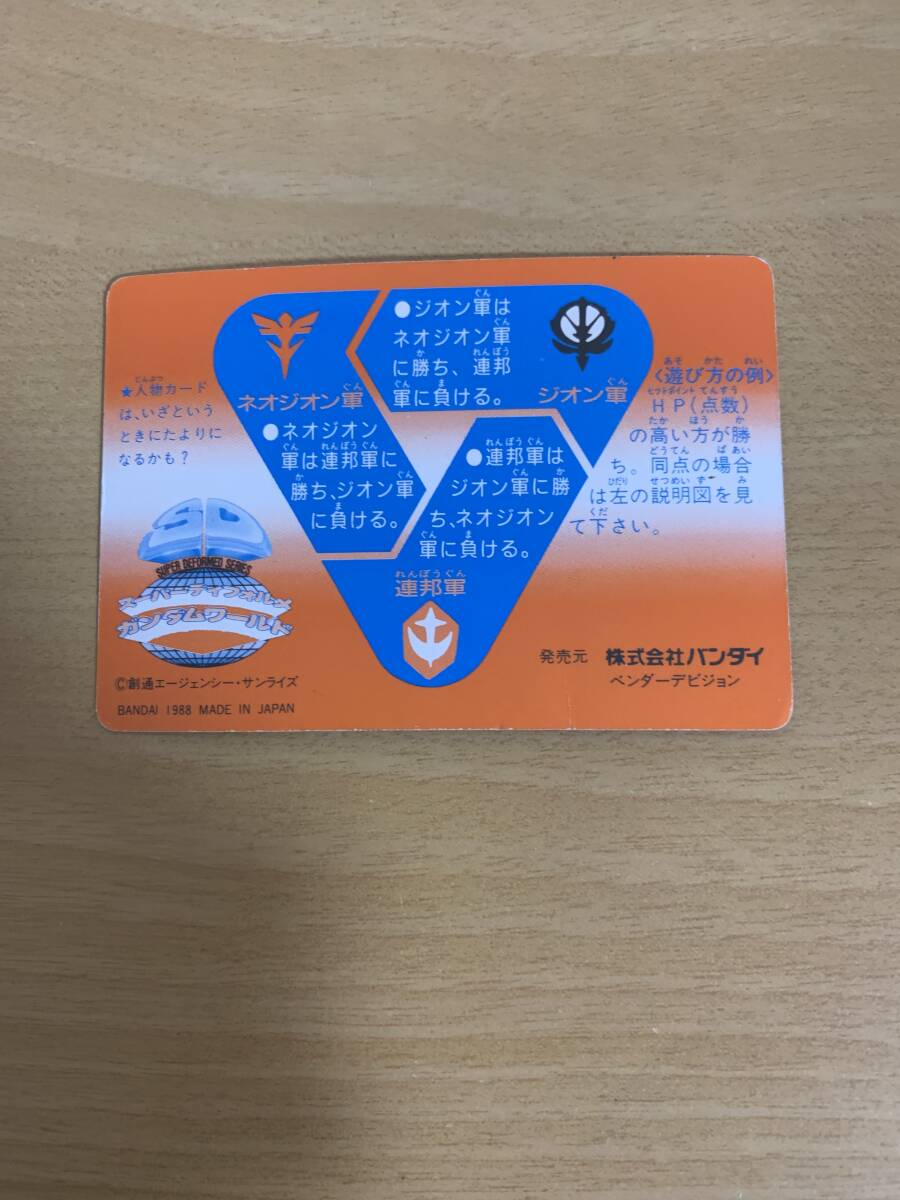 ★人物カード
は、いざという
ときにたよりに
なるかも?
ネオジオン軍
●ネオジオン
軍は連邦軍に
勝ち、ジオン軍
に負ける。
●ジオン軍は
ネオジオン軍
に勝ち、連邦
軍に負ける。
ジオン軍
●連邦軍は
ジオン軍に勝
ち、ネオジオン
軍に負ける。
連邦軍
〈遊び方の例〉
HP(点数)
の高い方が勝
ち。同点の場合
は左の説明図を見
て下さい。
SD
SUPER DEFORMED SERIES
スーパーディフォルメ
ガンダムワールド
©創通エージェンシー・サンライズ
BANDAI 1988 MADE IN JAPAN
発売元 株式会社バンダイ
ベンダーデビジョン